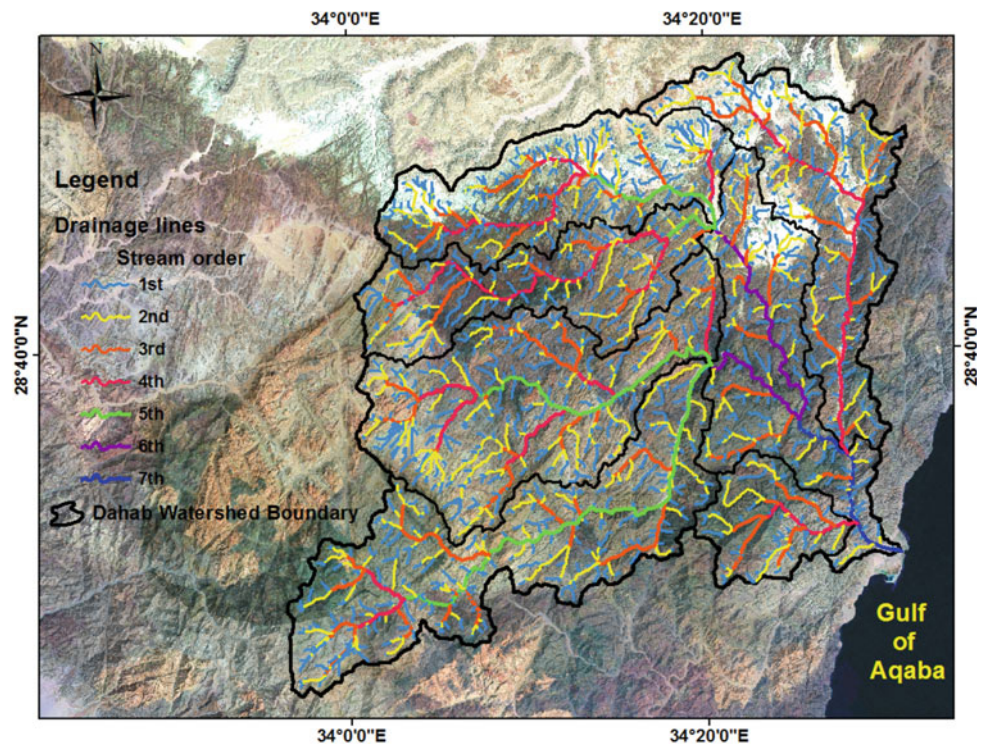 34°0'0"E
34°20'0"E
N
Legend
Drainage lines
Stream order
1st
2nd
3rd
4th
5th
6th
7th
Dahab Watershed Boundary
28°40'0"N
28°40'0"N
Gulf
of
Aqaba
34°0'0"E
34°20'0"E